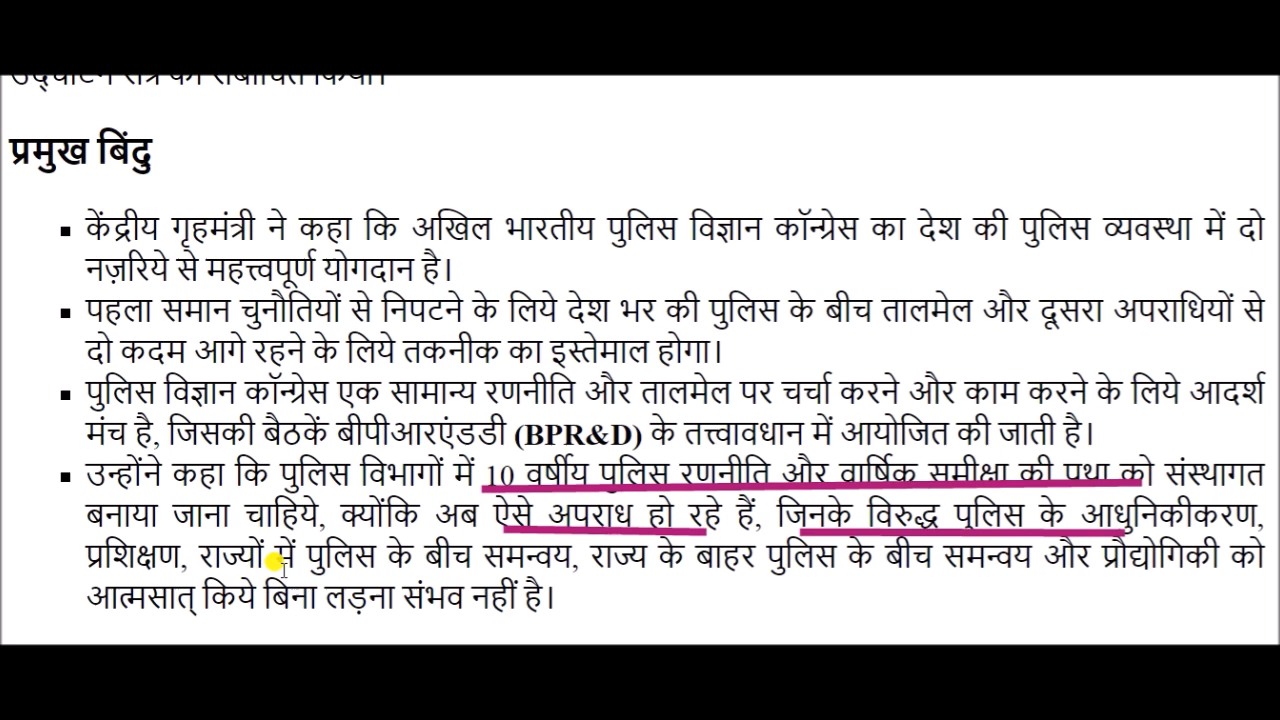 प्रमुख बिंदु
केंद्रीय गृहमंत्री ने कहा कि अखिल भारतीय पुलिस विज्ञान कॉन्ग्रेस का देश की पुलिस व्यवस्था में दो
नज़रिये से महत्त्वपूर्ण योगदान है।
पहला समान चुनौतियों से निपटने के लिये देश भर की पुलिस के बीच तालमेल और दूसरा अपराधियों से
दो कदम आगे रहने के लिये तकनीक का इस्तेमाल होगा।
पुलिस विज्ञान कॉन्ग्रेस एक सामान्य रणनीति और तालमेल पर चर्चा करने और काम करने के लिये आदर्श
मंच है, जिसकी बैठकें बीपीआरएंडडी (BPR&D) के तत्त्वावधान में आयोजित की जाती है।
उन्होंने कहा कि पुलिस विभागों में 10 वर्षीय पुलिस रणनीति और वार्षिक समीक्षा की प्रथा को संस्थागत
बनाया जाना चाहिये, क्योंकि अब ऐसे अपराध हो रहे हैं, जिनके विरुद्ध पुलिस के आधुनिकीकरण,
प्रशिक्षण, राज्यों में पुलिस के बीच समन्वय, राज्य के बाहर पुलिस के बीच समन्वय और प्रौद्योगिकी को
आत्मसात् किये बिना लड़ना संभव नहीं है।